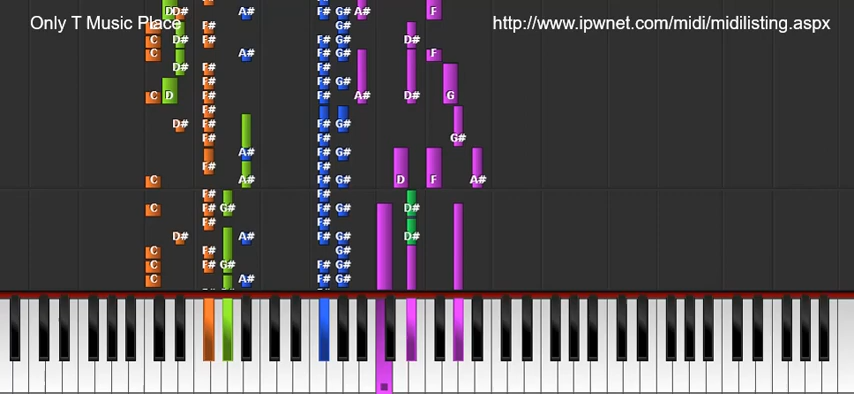 Only T Music Place http://www.ipwnet.com/midi/midilisting.aspx
D D# A# F# G# A# F
C F# G# D#
C D# F# A# F# G# F
D# F# F#
F# F# G#
C D F# F# G# A# D# G
F#
D# F# F# G#
F# F# G#
A# F# G#
F# F#
C A# F# G# D F A#
F# F#
C F# G# F# G# D#
F# F#
D# A# F# G# D#
C F# F# G#
C F# G# F# G#
C A# F# G#